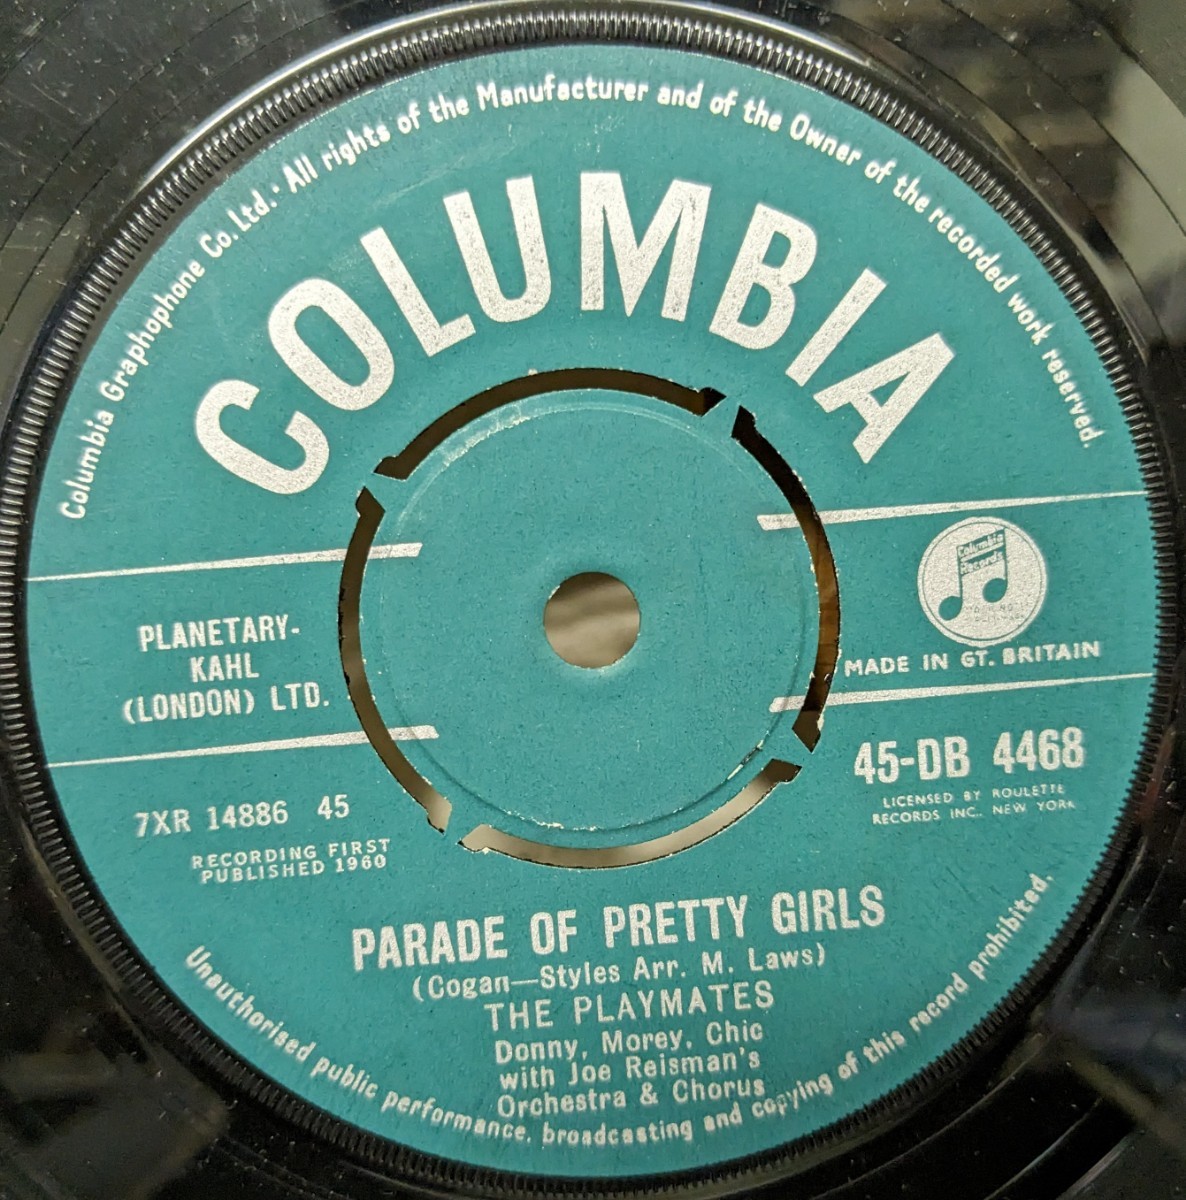 Columbia Graphophone Co. Ltd.: All rights of the Manufacturer and of the Owner of the recorded work reserved.
COLUMBIA
Columbia
Records
PLANETARY-
KAHL
(LONDON) LTD.
MADE IN GT. BRITAIN
7XR 14886 45
RECORDING FIRST
PUBLISHED 1960
45-DB 4468
LICENSED BY ROULETTE
RECORDS INC. NEW YORK
PARADE OF PRETTY GIRLS
(Cogan—Styles Arr. M. Laws)
THE PLAYMATES
Donny, Morey, Chic
with Joe Reisman's
Orchestra & Chorus
Unauthorised public performance, broadcasting and copying of this record prohibited.